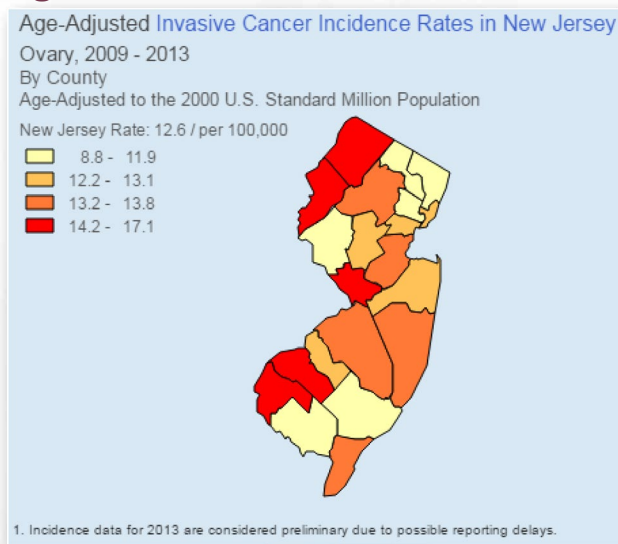 Age-Adjusted Invasive Cancer Incidence Rates in New Jersey
Ovary, 2009 - 2013
By County
Age-Adjusted to the 2000 U.S. Standard Million Population
New Jersey Rate: 12.6 / per 100,000
8.8 - 11.9
12.2 - 13.1
13.2 - 13.8
14.2 - 17.1
1. Incidence data for 2013 are considered preliminary due to possible reporting delays.